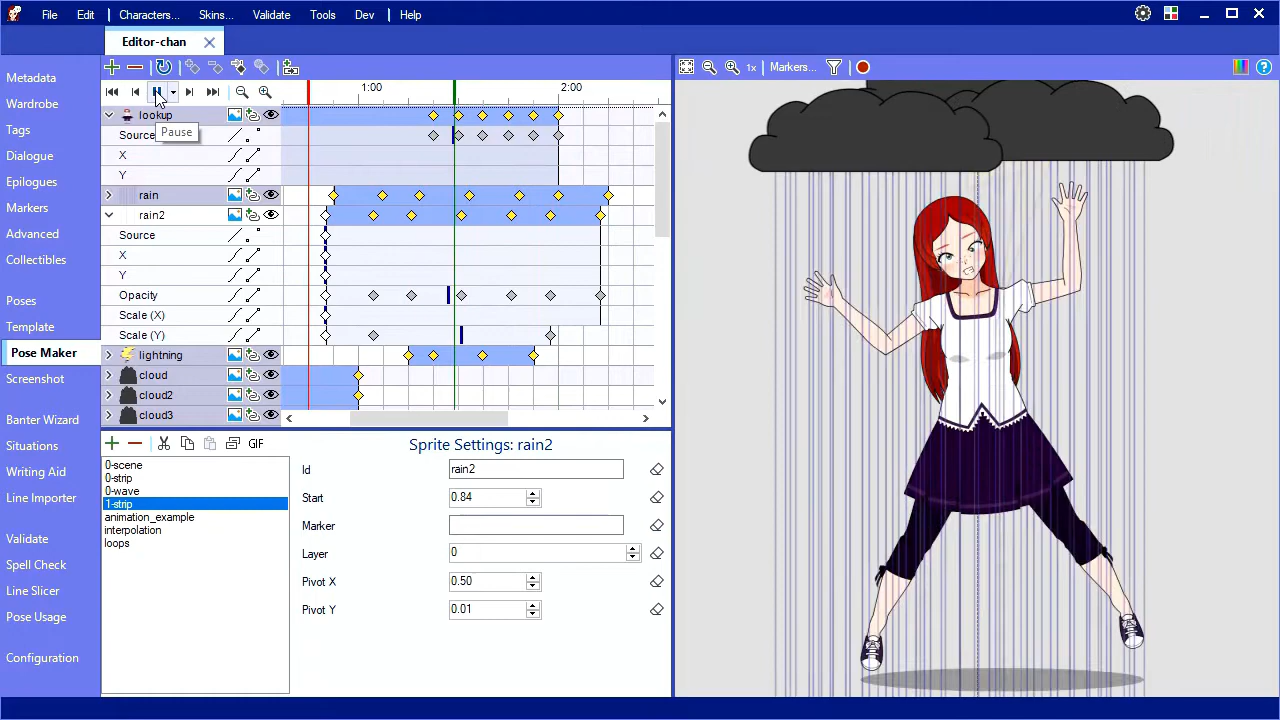 File Edit Characters... Skins... Validate Tools Dev Help
Editor-chan
Metadata
Wardrobe
Tags
Dialogue
Epilogues
Markers
Advanced
Collectibles
Poses
Template
Pose Maker
Screenshot
Banter Wizard
Situations
Writing Aid
Line Importer
Validate
Spell Check
Line Slicer
Pose Usage
Configuration
1:00 2:00
lookup
Source
Pause
X
Y
rain
rain2
Source
X
Y
Opacity
Scale (X)
Scale (Y)
lightning
cloud
cloud2
cloud3
GIF
0-scene
0-strip
0-wave
1-strip
animation_example
interpolation
loops
Sprite Settings: rain2
Id rain2
Start 0.84
Marker
Layer 0
Pivot X 0.50
Pivot Y 0.01
1x Markers...